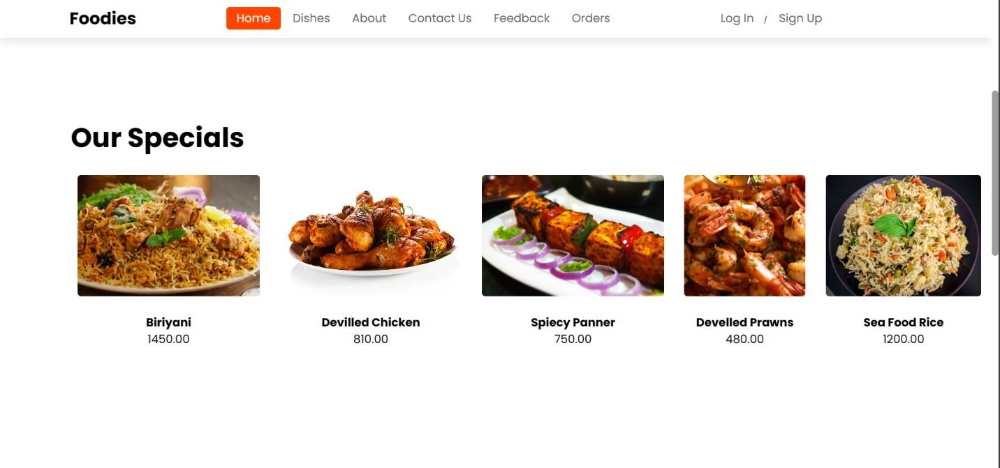 Foodies Home Dishes About Contact Us Feedback Orders Log In / Sign Up
Our Specials
Biriyani Devilled Chicken Spiecy Panner Develled Prawns Sea Food Rice
1450.00 810.00 750.00 480.00 1200.00